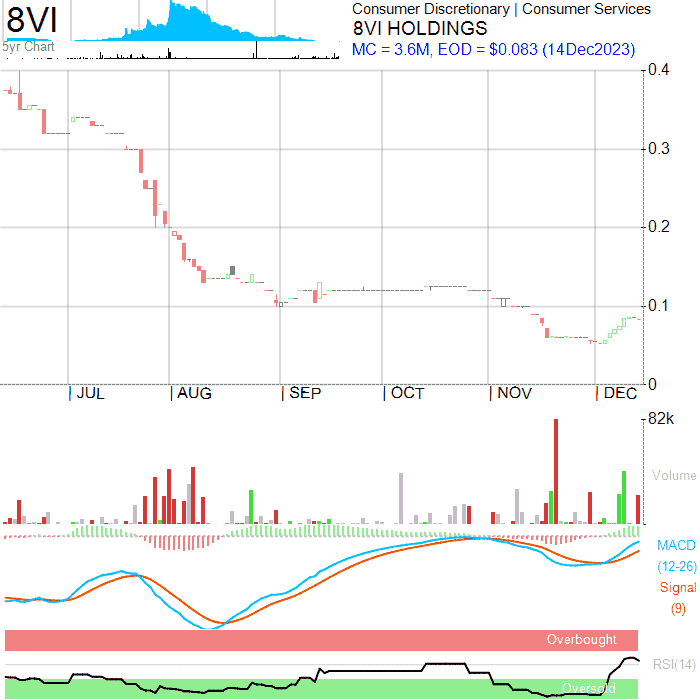 8VI
5yr Chart
Consumer Discretionary | Consumer Services
8VI HOLDINGS
MC = 3.6M, EOD = $0.083 (14Dec2023)
0.4
0.3
0.2
0.1
0
JUL AUG SEP OCT NOV DEC
82k
Volume
MACD
(12-26)
Signal
(9)
Overbought
RSI(14)
Oversold